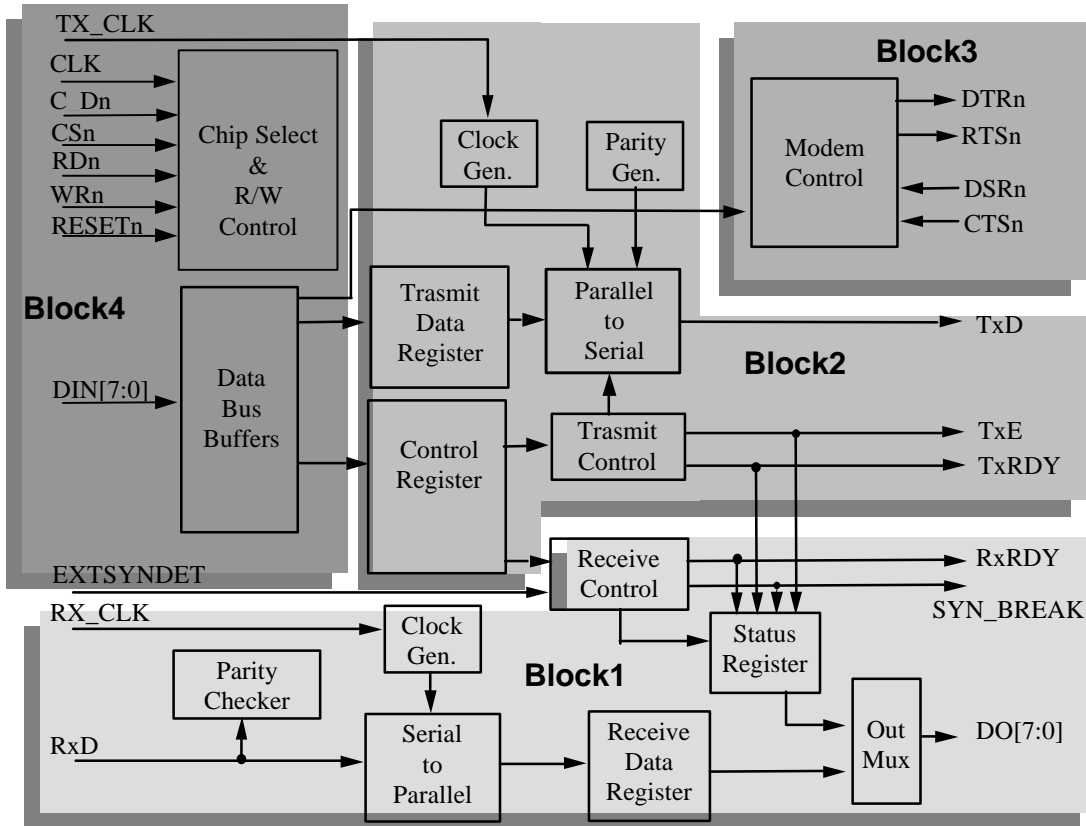 TX_CLK
CLK
C_Dn
CSn
RDn
WRn
RESETn
Chip Select
&
R/W
Control
Block4
DIN[7:0]
Data
Bus
Buffers
Clock
Gen.
Parity
Gen.
Trasmit
Data
Register
Parallel
to
Serial
Control
Register
Trasmit
Control
Block2
Block3
Modem
Control
DTRn
RTSn
DSRn
CTSn
TxD
TxE
TxRDY
EXTSYNDET
RX_CLK
Receive
Control
RxRDY
SYN_BREAK
Clock
Gen.
Status
Register
Block1
Parity
Checker
RxD
Serial
to
Parallel
Receive
Data
Register
Out
Mux
DO[7:0]